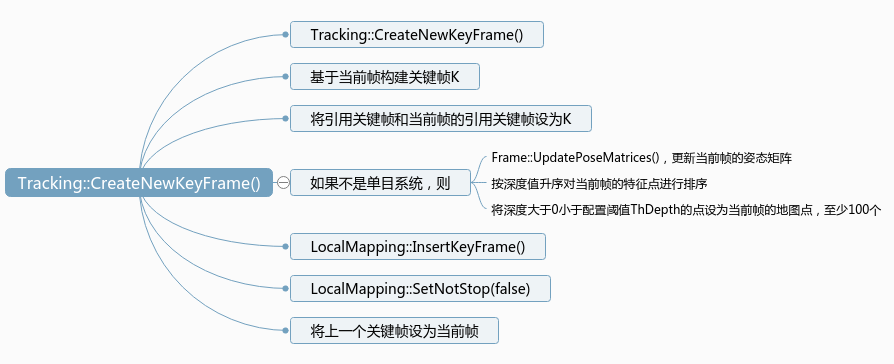 Tracking::CreateNewKeyFrame()
Tracking::CreateNewKeyFrame()
基于当前帧构建关键帧K
将引用关键帧和当前帧的引用关键帧设为K
如果不是单目系统，则
Frame::UpdatePoseMatrices()，更新当前帧的姿态矩阵
按深度值升序对当前帧的特征点进行排序
将深度大于0小于配置阈值ThDepth的点设为当前帧的地图点，至少100个
LocalMapping::InsertKeyFrame()
LocalMapping::SetNotStop(false)
将上一个关键帧设为当前帧